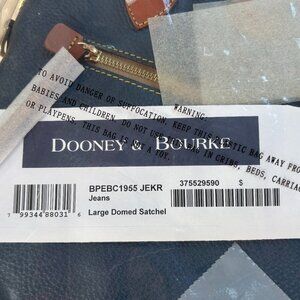 WARNING:
TO AVOID DANGER OF SUFFOCATION, KEEP THIS PLASTIC BAG AWAY FROM
BABIES AND CHILDREN. DO NOT USE THIS BAG IN CRIBS, BEDS, CARRIAG
OR PLAYPENS. THIS BAG IS NOT A TOY.
DOONEY & BOURKE
BPEBC1955 JEKR
Jeans
375529590 $
7 99344 88031 6
Large Domed Satchel